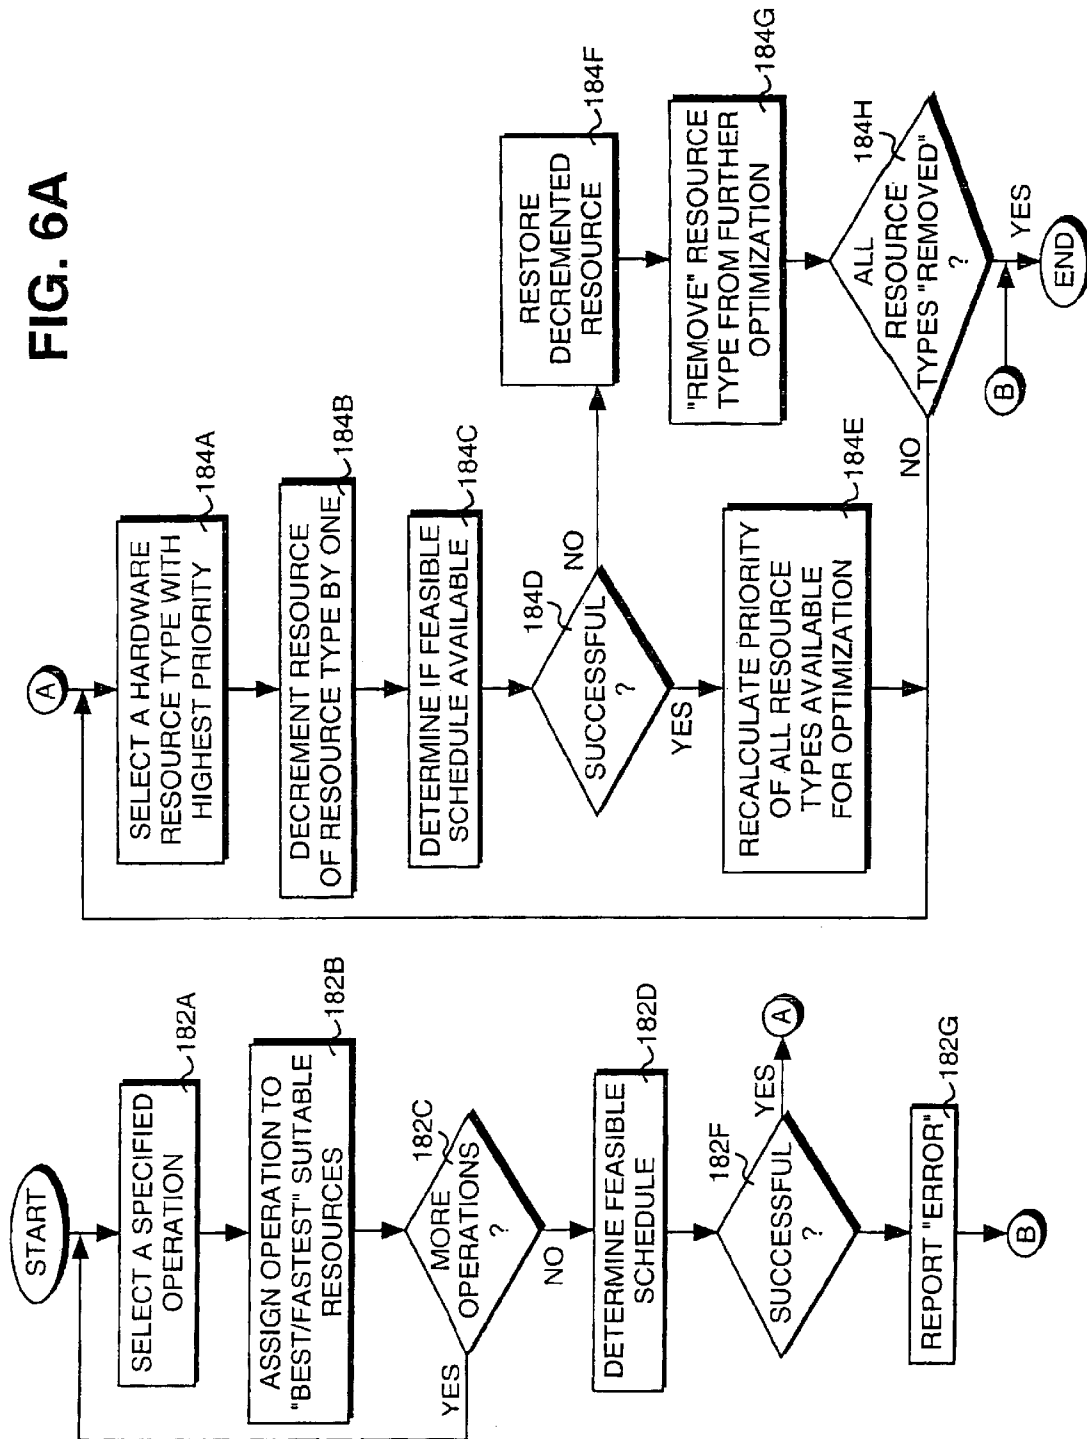 FIG. 6A
START
SELECT A SPECIFIED
OPERATION
182A
ASSIGN OPERATION TO
"BEST/FASTEST" SUITABLE
RESOURCES
182B
MORE
OPERATIONS
?
182C
YES
NO
DETERMINE FEASIBLE
SCHEDULE
182D
SUCCESSFUL
?
182F
YES
A
REPORT "ERROR"
182G
B
A
SELECT A HARDWARE
RESOURCE TYPE WITH
HIGHEST PRIORITY
184A
DECREMENT RESOURCE
OF RESOURCE TYPE BY ONE
184B
DETERMINE IF FEASIBLE
SCHEDULE AVAILABLE
184C
SUCCESSFUL
?
184D
NO
YES
RECALCULATE PRIORITY
OF ALL RESOURCE
TYPES AVAILABLE
FOR OPTIMIZATION
184E
RESTORE
DECREMENTED
RESOURCE
184F
"REMOVE" RESOURCE
TYPE FROM FURTHER
OPTIMIZATION
184G
ALL
RESOURCE
TYPES "REMOVED"
?
184H
NO
YES
B
END